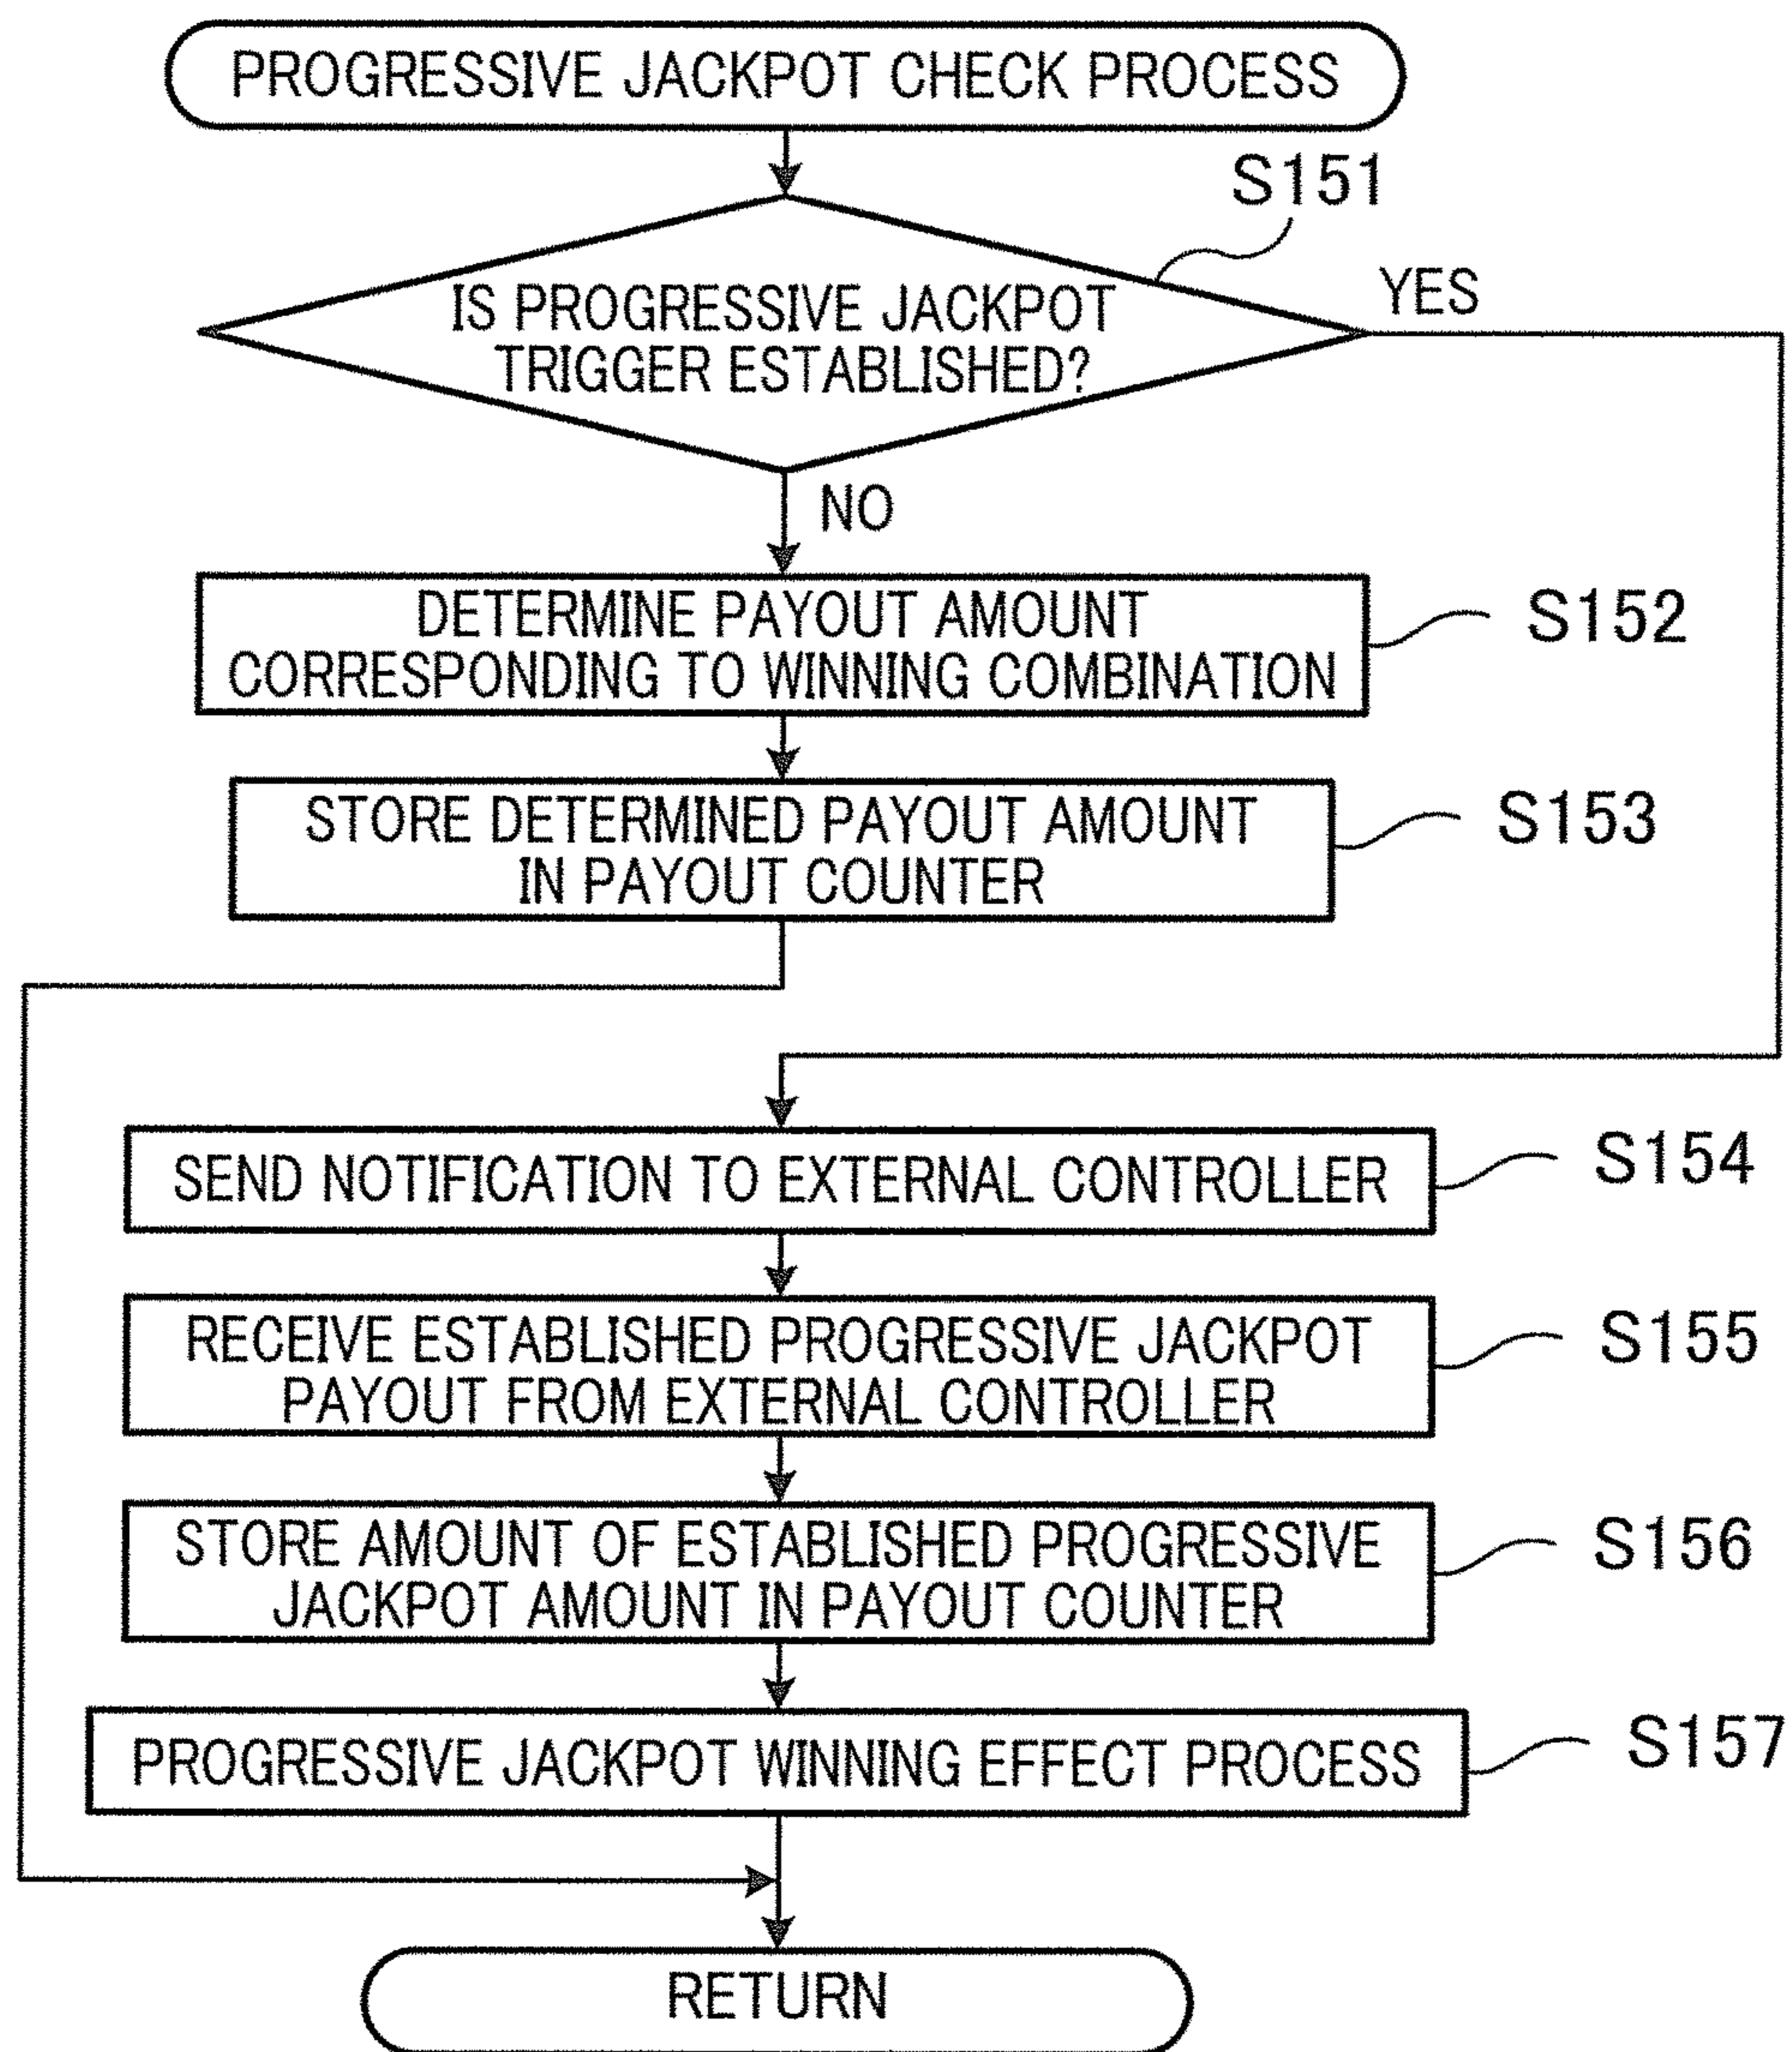 PROGRESSIVE JACKPOT CHECK PROCESS
S151
IS PROGRESSIVE JACKPOT
TRIGGER ESTABLISHED?
YES
NO
DETERMINE PAYOUT AMOUNT
CORRESPONDING TO WINNING COMBINATION
S152
STORE DETERMINED PAYOUT AMOUNT
IN PAYOUT COUNTER
S153
SEND NOTIFICATION TO EXTERNAL CONTROLLER
S154
RECEIVE ESTABLISHED PROGRESSIVE JACKPOT
PAYOUT FROM EXTERNAL CONTROLLER
S155
STORE AMOUNT OF ESTABLISHED PROGRESSIVE
JACKPOT AMOUNT IN PAYOUT COUNTER
S156
PROGRESSIVE JACKPOT WINNING EFFECT PROCESS
S157
RETURN